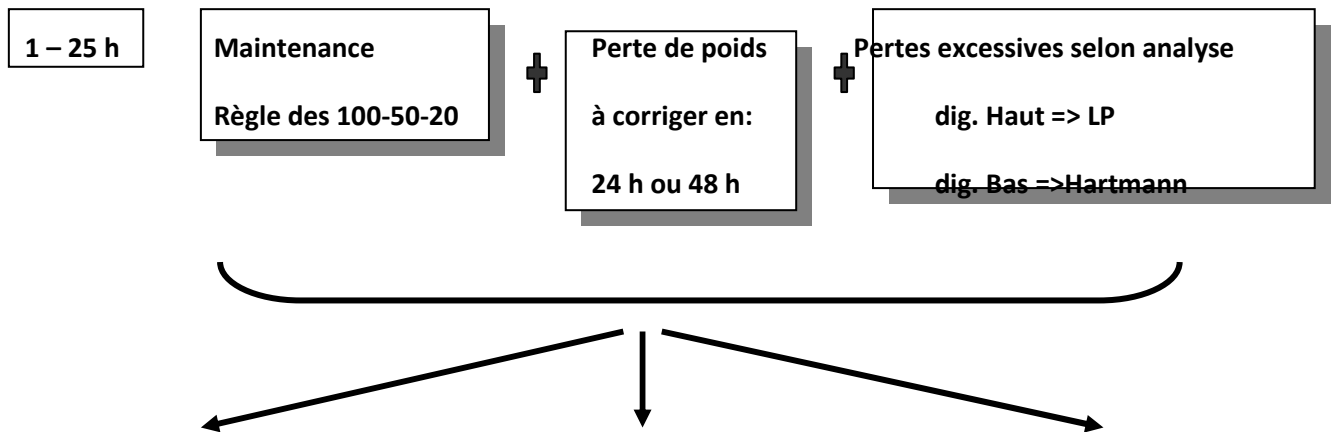 1 – 25 h
Maintenance
Règle des 100-50-20
Perte de poids
à corriger en:
24 h ou 48 h
Pertes excessives selon analyse
dig. Haut => LP
dig. Bas =>Hartmann